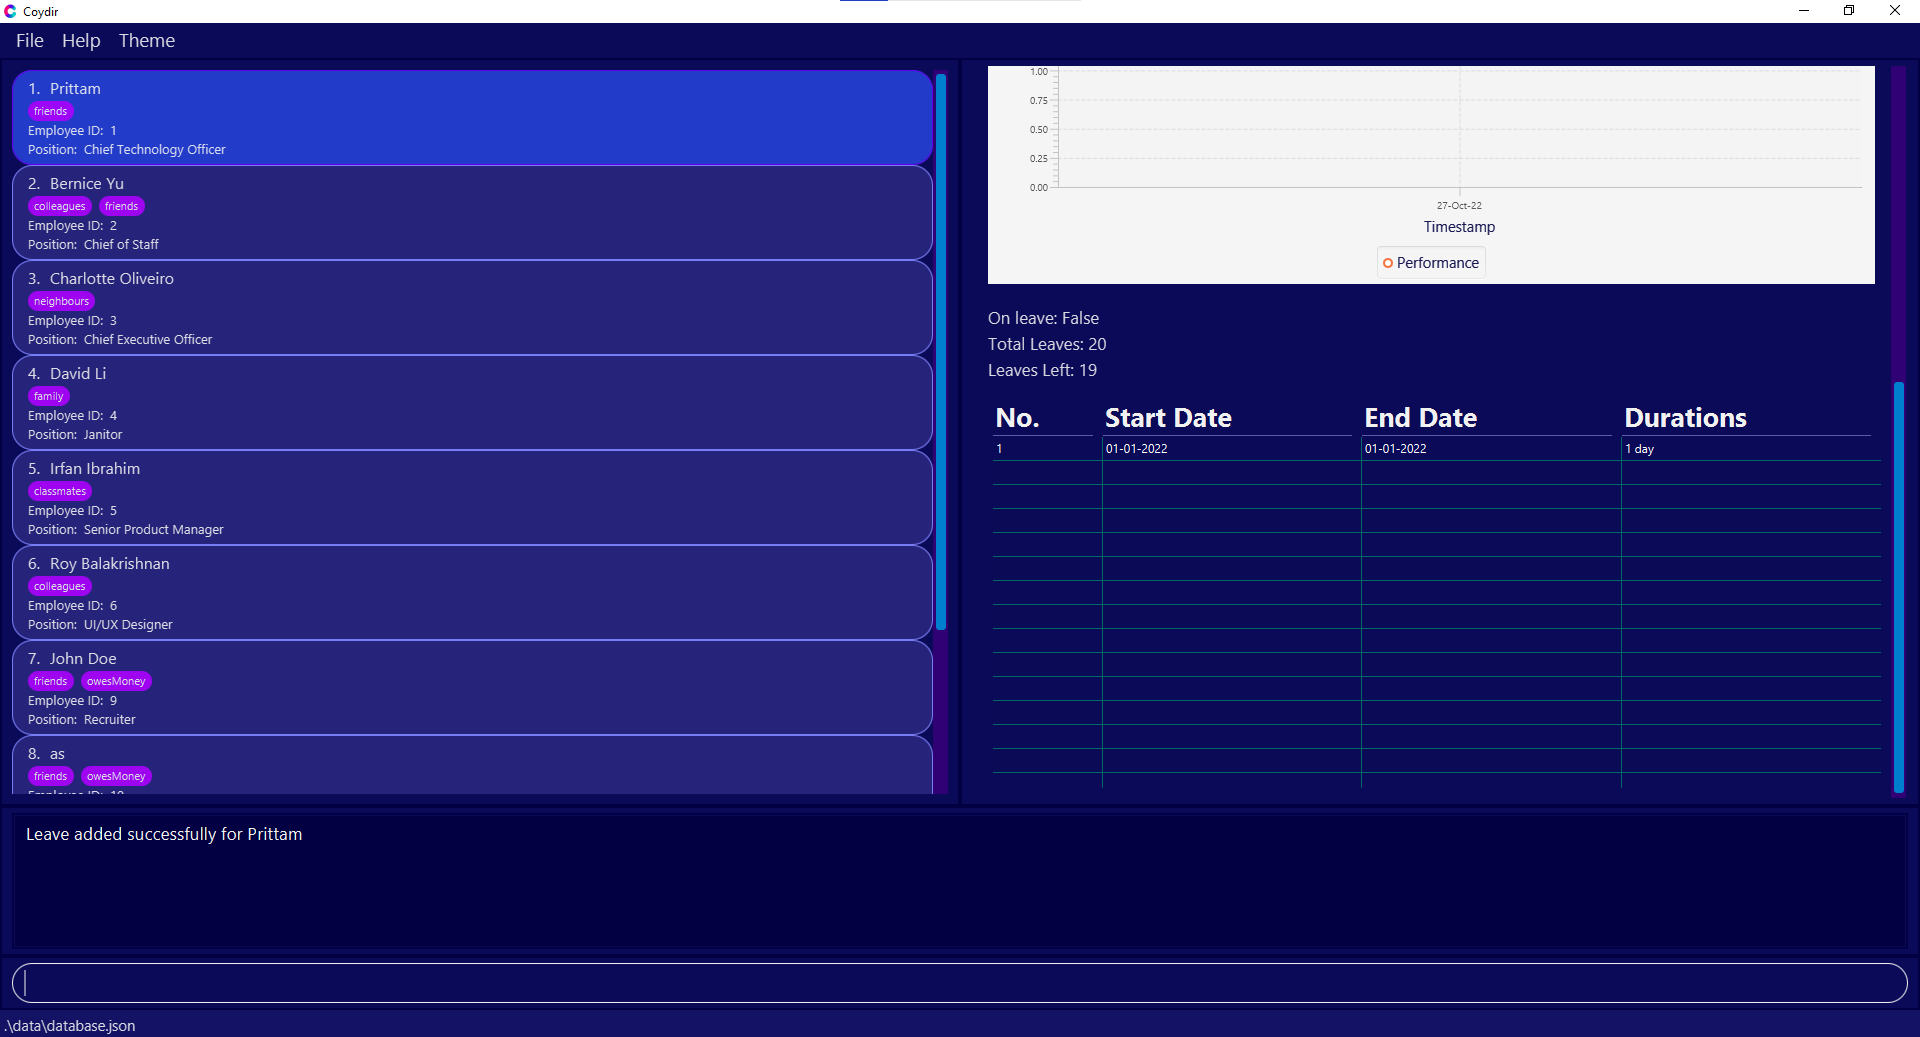 Coydir
File Help Theme
1. Prittam
friends
Employee ID: 1
Position: Chief Technology Officer
2. Bernice Yu
colleagues friends
Employee ID: 2
Position: Chief of Staff
3. Charlotte Oliveiro
neighbours
Employee ID: 3
Position: Chief Executive Officer
4. David Li
family
Employee ID: 4
Position: Janitor
5. Irfan Ibrahim
classmates
Employee ID: 5
Position: Senior Product Manager
6. Roy Balakrishnan
colleagues
Employee ID: 6
Position: UI/UX Designer
7. John Doe
friends owesMoney
Employee ID: 9
Position: Recruiter
8. as
friends owesMoney
Employee ID: 10
1.00
0.75
0.50
0.25
0.00
27-Oct-22
Timestamp
Performance
On leave: False
Total Leaves: 20
Leaves Left: 19
No. Start Date End Date Durations
1 01-01-2022 01-01-2022 1 day
Leave added successfully for Prittam
.\data\database.json